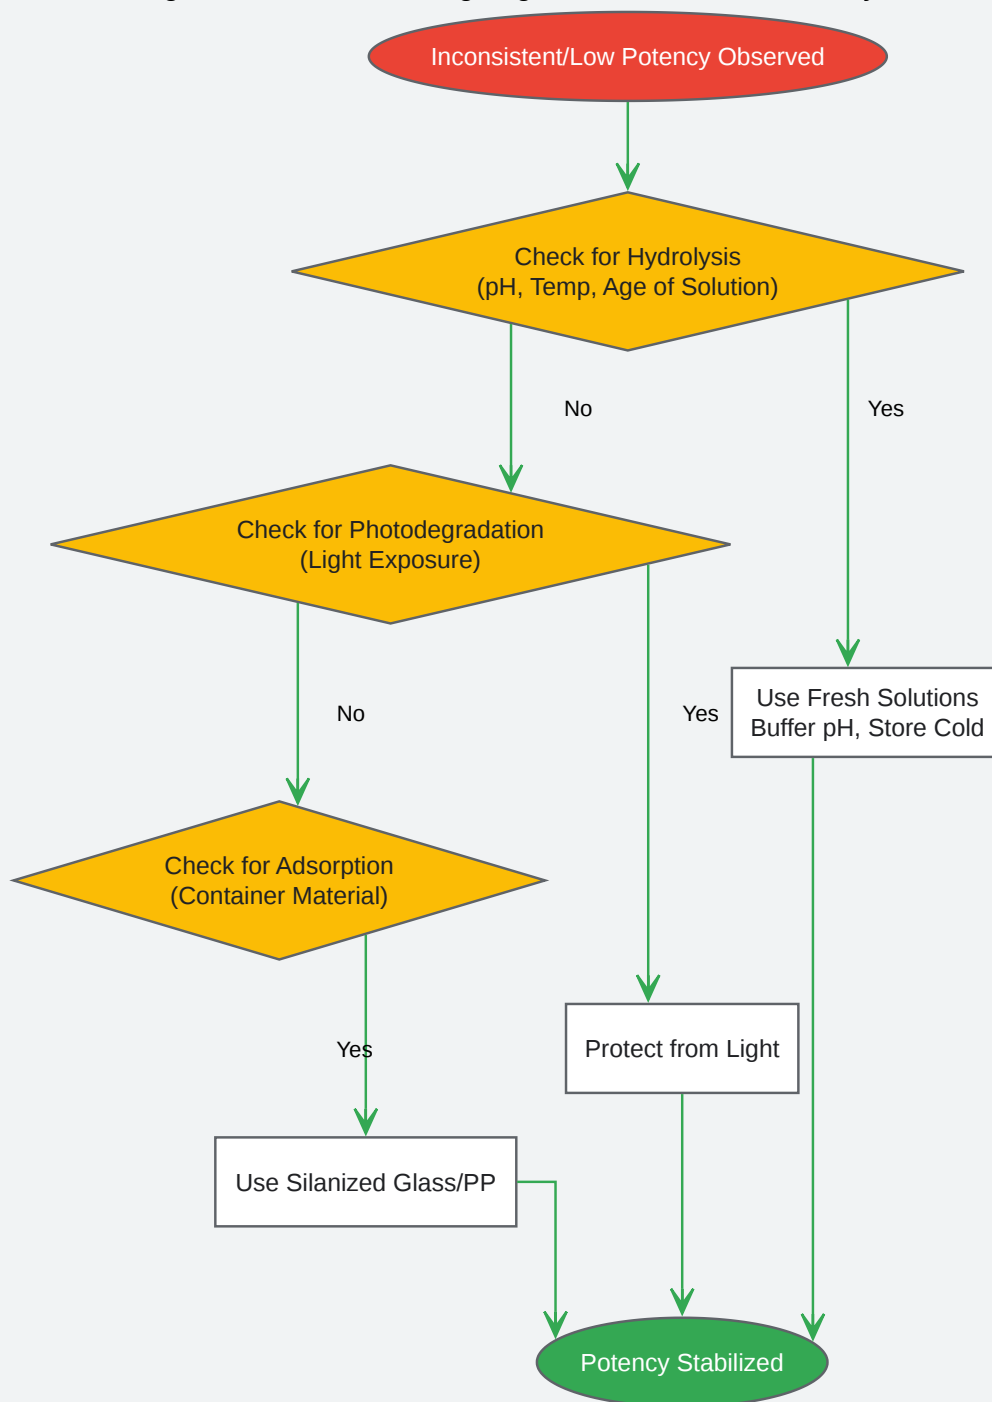 Inconsistent/Low Potency Observed
Check for Hydrolysis
(pH, Temp, Age of Solution)
No
Yes
Check for Photodegradation
(Light Exposure)
Use Fresh Solutions
Buffer pH, Store Cold
No
Yes
Check for Adsorption
(Container Material)
Protect from Light
Yes
Use Silanized Glass/PP
Potency Stabilized